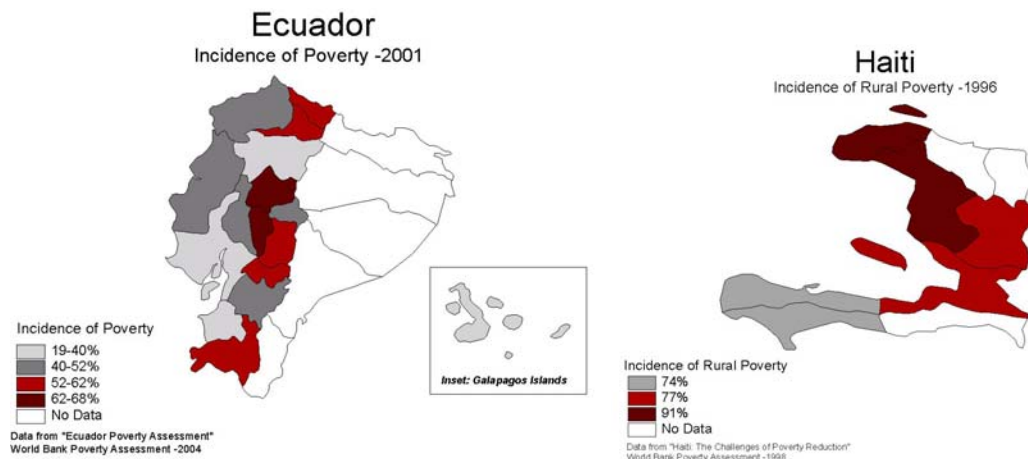 Ecuador
Incidence of Poverty -2001
Incidence of Poverty
19-40%
40-52%
52-62%
62-68%
No Data
Data from "Ecuador Poverty Assessment"
World Bank Poverty Assessment -2004
Inset: Galapagos Islands
Haiti
Incidence of Rural Poverty -1996
Incidence of Rural Poverty
74%
77%
91%
No Data
Data from "Haiti: The Challenges of Poverty Reduction"
World Bank Poverty Assessment -1998